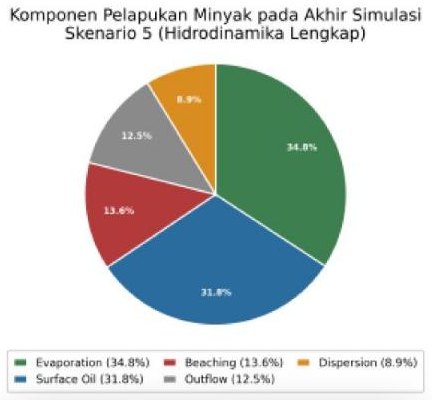 Komponen Pelapukan Minyak pada Akhir Simulasi
Skenario 5 (Hidrodinamika Lengkap)
8.9%
34.8%
12.5%
13.6%
31.8%
Evaporation (34.8%) Beaching (13.6%) Dispersion (8.9%)
Surface Oil (31.8%) Outflow (12.5%)